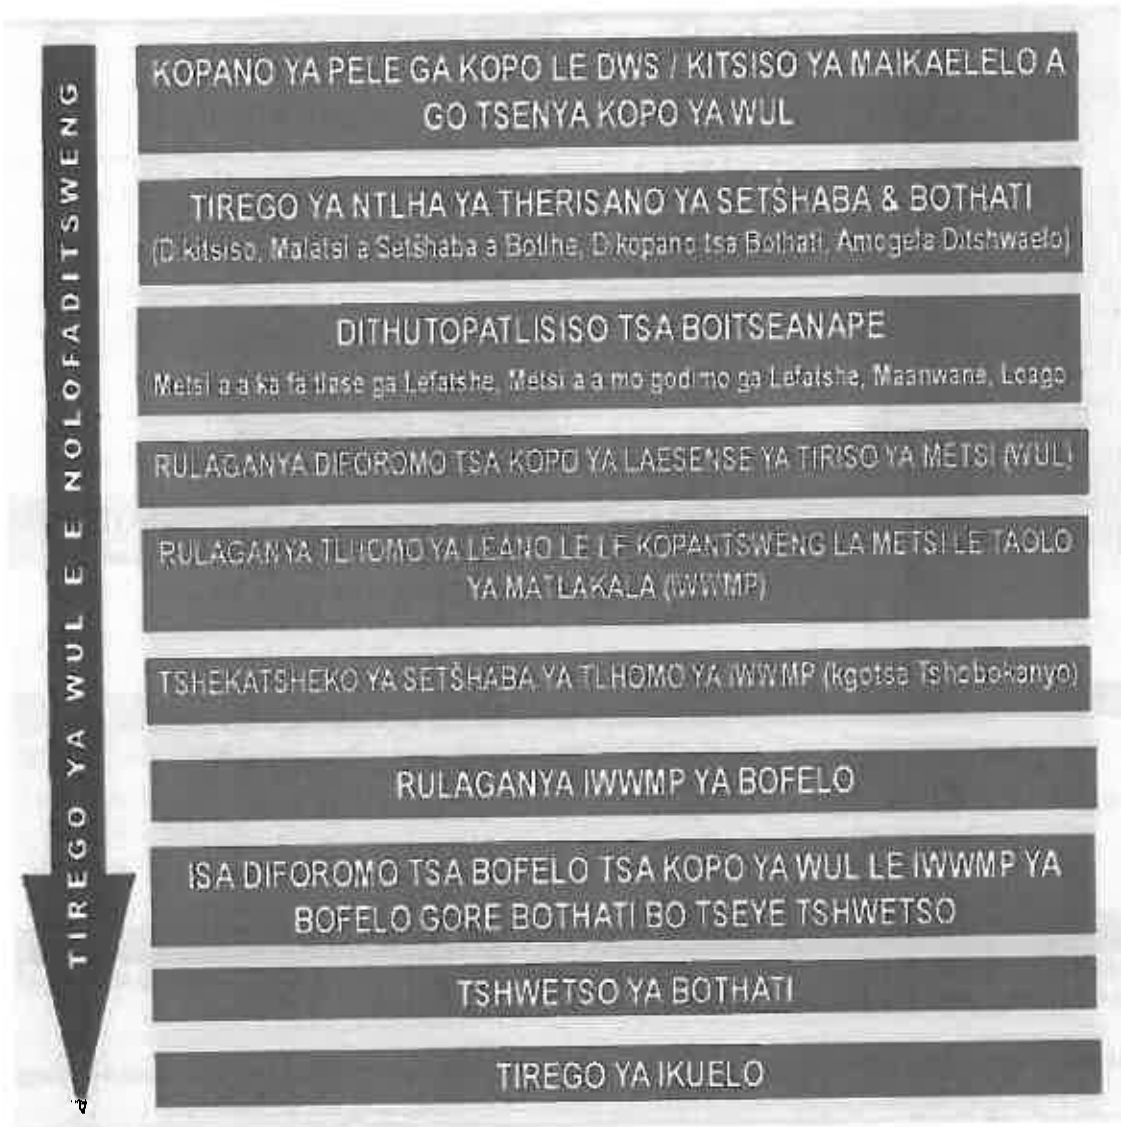 TIREGO YA WUL E E NOLOFADITSWENG
KOPANO YA PELE GA KOPO LE DWS / KITSISO YA MAIKAELELO A
GO TSENYA KOPO YA WUL
TIREGO YA NTLHA YA THERISANO YA SETŠHABA & BOTHATI
(Dikitsiso, Malatsi a Setšhaba a Botlhe, Dikopano tsa Bothati, Amogela Ditshwaelo)
DITHUTOPATLISISO TSA BOITSEANAPE
Metsi a a ka fa tlase ga Lefatshe, Metsi a a mo godimo ga Lefatshe, Maanwane, Loago
RULAGANYA DIFOROMO TSA KOPO YA LAESENSE YA TIRISO YA METSI (WUL)
RULAGANYA TLHOMO YA LEANO LE LE KOPANTSWENG LA METSI LE TAOLO
YA MATLAKALA (IWWMP)
TSHEKATSHEKO YA SETŠHABA YA TLHOMO YA IWWMP (kgotsa Tshobokanyo)
RULAGANYA IWWMP YA BOFELO
ISA DIFOROMO TSA BOFELO TSA KOPO YA WUL LE IWWMP YA
BOFELO GORE BOTHATI BO TSEYE TSHWETSO
TSHWETSO YA BOTHATI
TIREGO YA IKUELO